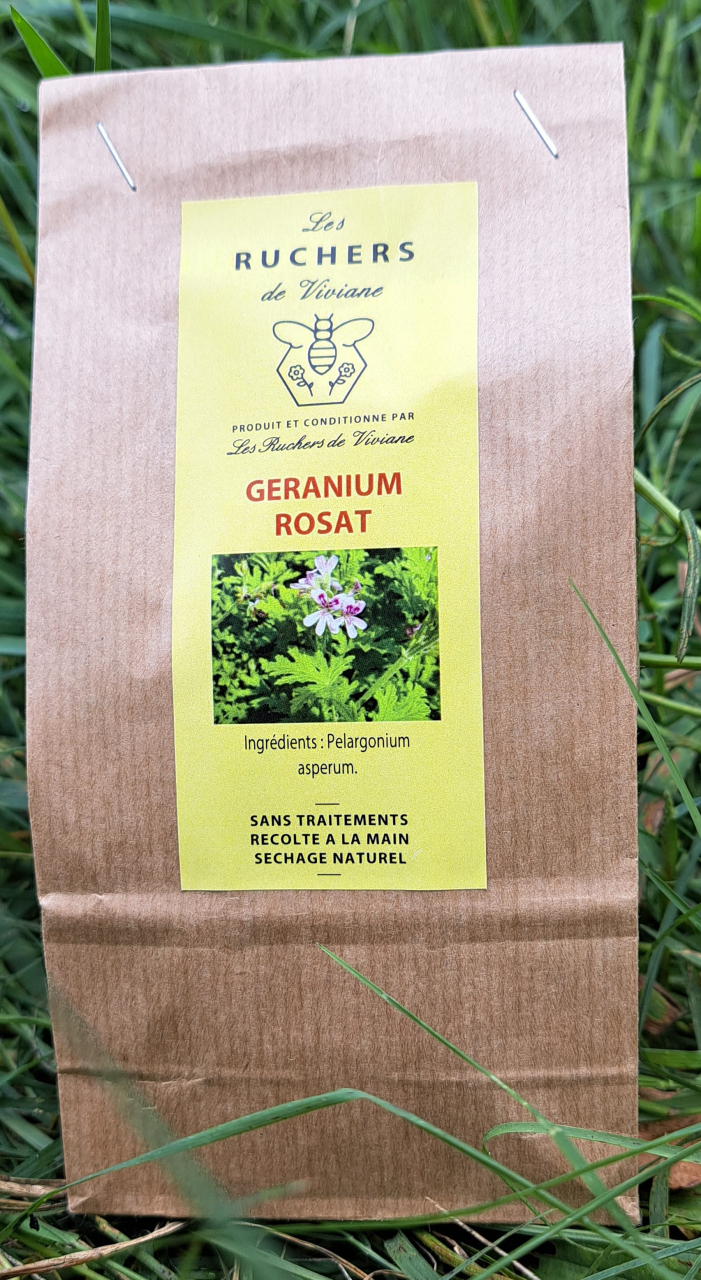 Les
RUCHERS
de Viviane
PRODUIT ET CONDITIONNE PAR
Les Ruchers de Viviane
GERANIUM
ROSAT
Ingrédients : Pelargonium
asperum.
SANS TRAITEMENTS
RECOLTE A LA MAIN
SECHAGE NATUREL